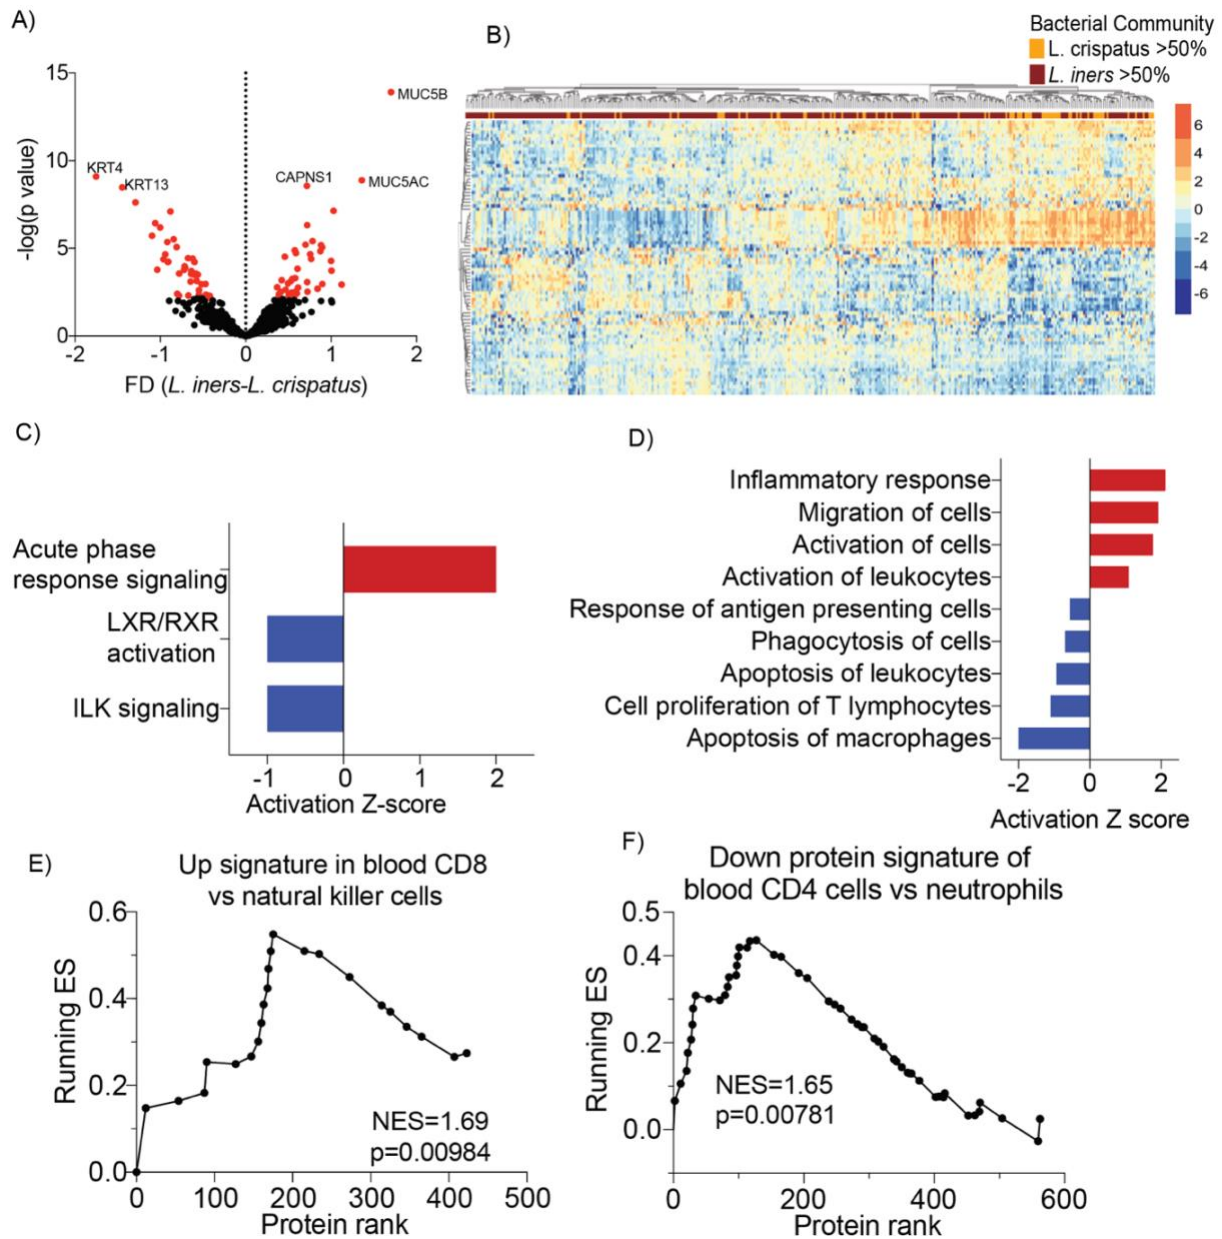 A)
15
10
5
0
-log(p value)
MUC5B
KRT4
KRT13
CAPNS1
MUC5AC
-2
-1
0
1
2
FD (L. iners-L. crispatus)
B)
Bacterial Community
L. crispatus >50%
L. iners >50%
6
4
2
0
-2
-4
-6
C)
Acute phase
response signaling
LXR/RXR
activation
ILK signaling
-1
0
1
2
Activation Z-score
D)
Inflammatory response
Migration of cells
Activation of cells
Activation of leukocytes
Response of antigen presenting cells
Phagocytosis of cells
Apoptosis of leukocytes
Cell proliferation of T lymphocytes
Apoptosis of macrophages
-2
0
2
Activation Z score
E)
Up signature in blood CD8
vs natural killer cells
0.6
0.4
0.2
0.0
Running ES
NES=1.69
p=0.00984
0
100
200
300
400
500
Protein rank
F)
Down protein signature of
blood CD4 cells vs neutrophils
0.5
0.4
0.2
0.0
Running ES
NES=1.65
p=0.00781
0
200
400
600
Protein rank